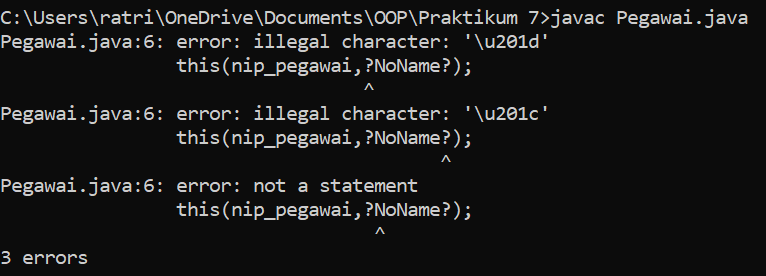 C:\Users\ratri\OneDrive\Documents\OOP\Praktikum 7>javac Pegawai.java
Pegawai.java:6: error: illegal character: '\u201d'
                this(nip_pegawai,?NoName?);
                                 ^
Pegawai.java:6: error: illegal character: '\u201c'
                this(nip_pegawai,?NoName?);
                                        ^
Pegawai.java:6: error: not a statement
                this(nip_pegawai,?NoName?);
                                  ^
3 errors